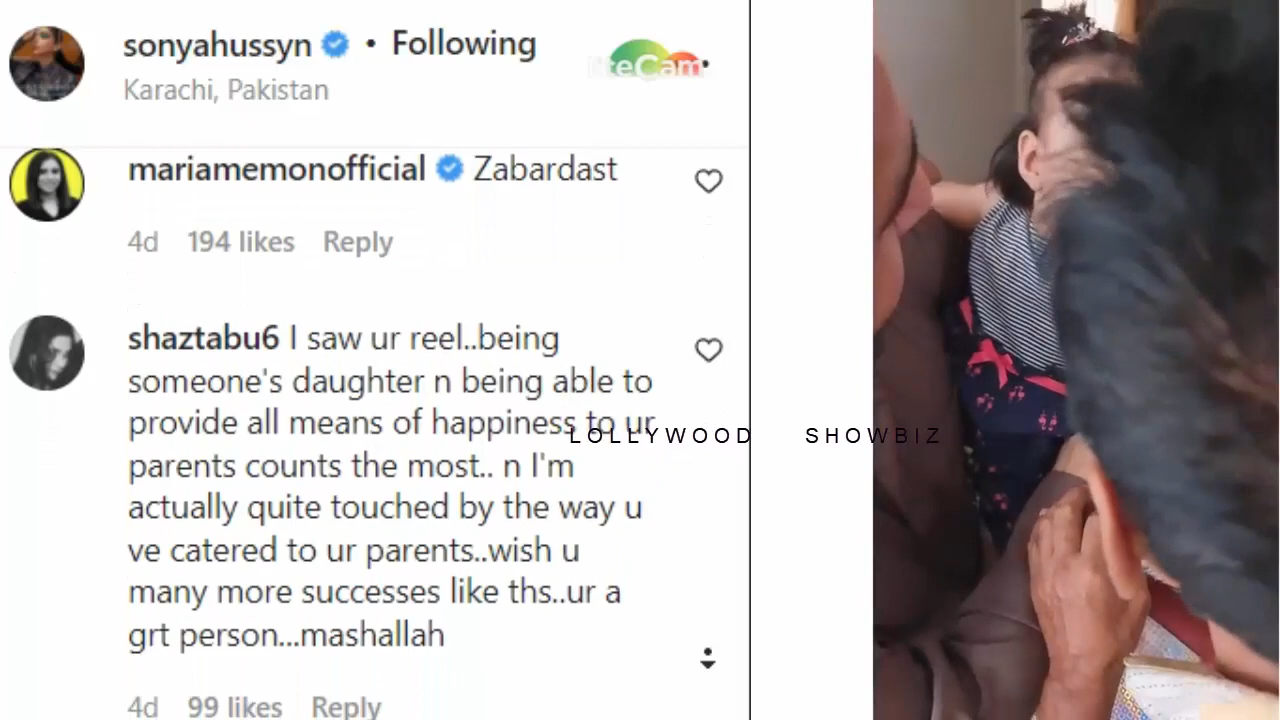 sonyahussyn • Following
Karachi, Pakistan
iteCam
mariamemonofficial Zabardast
4d 194 likes Reply
shaztabu6 I saw ur reel..being
someone's daughter n being able to
provide all means of happiness to ur
LOLLYWOOD SHOWBIZ
parents counts the most.. n I'm
actually quite touched by the way u
ve catered to ur parents..wish u
many more successes like ths..ur a
grt person...mashallah
4d 99 likes Reply